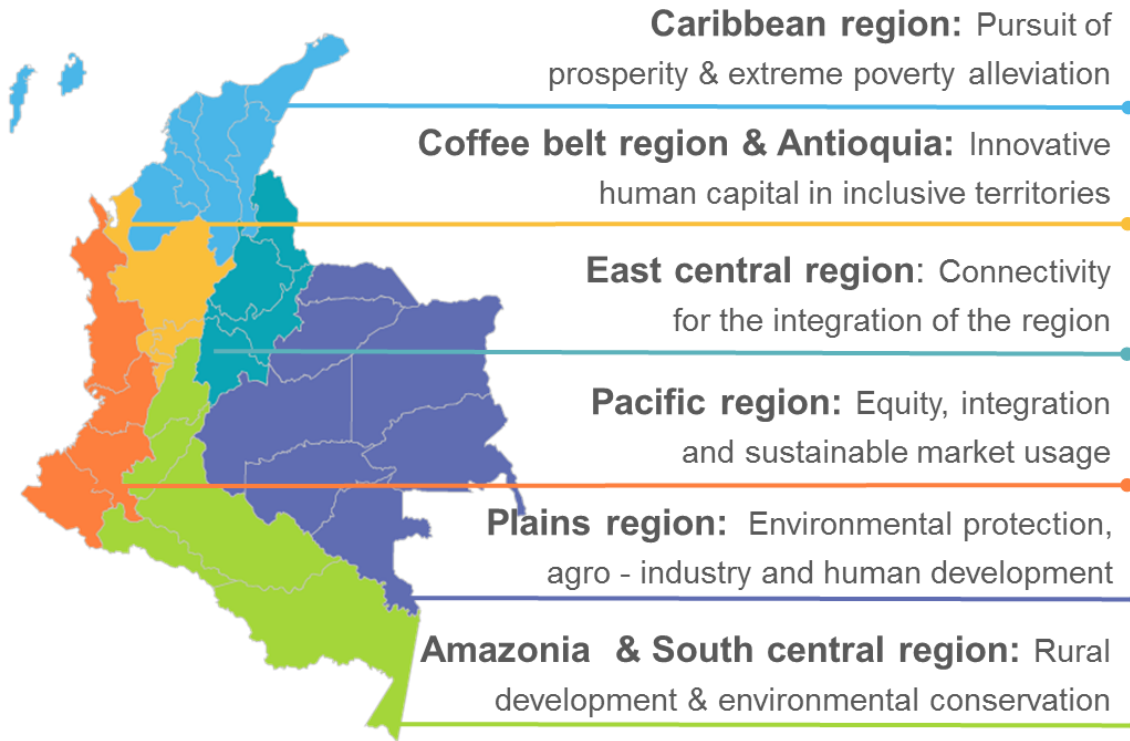 Caribbean region: Pursuit of
prosperity & extreme poverty alleviation
Coffee belt region & Antioquia: Innovative
human capital in inclusive territories
East central region: Connectivity
for the integration of the region
Pacific region: Equity, integration
and sustainable market usage
Plains region: Environmental protection,
agro - industry and human development
Amazonia & South central region: Rural
development & environmental conservation